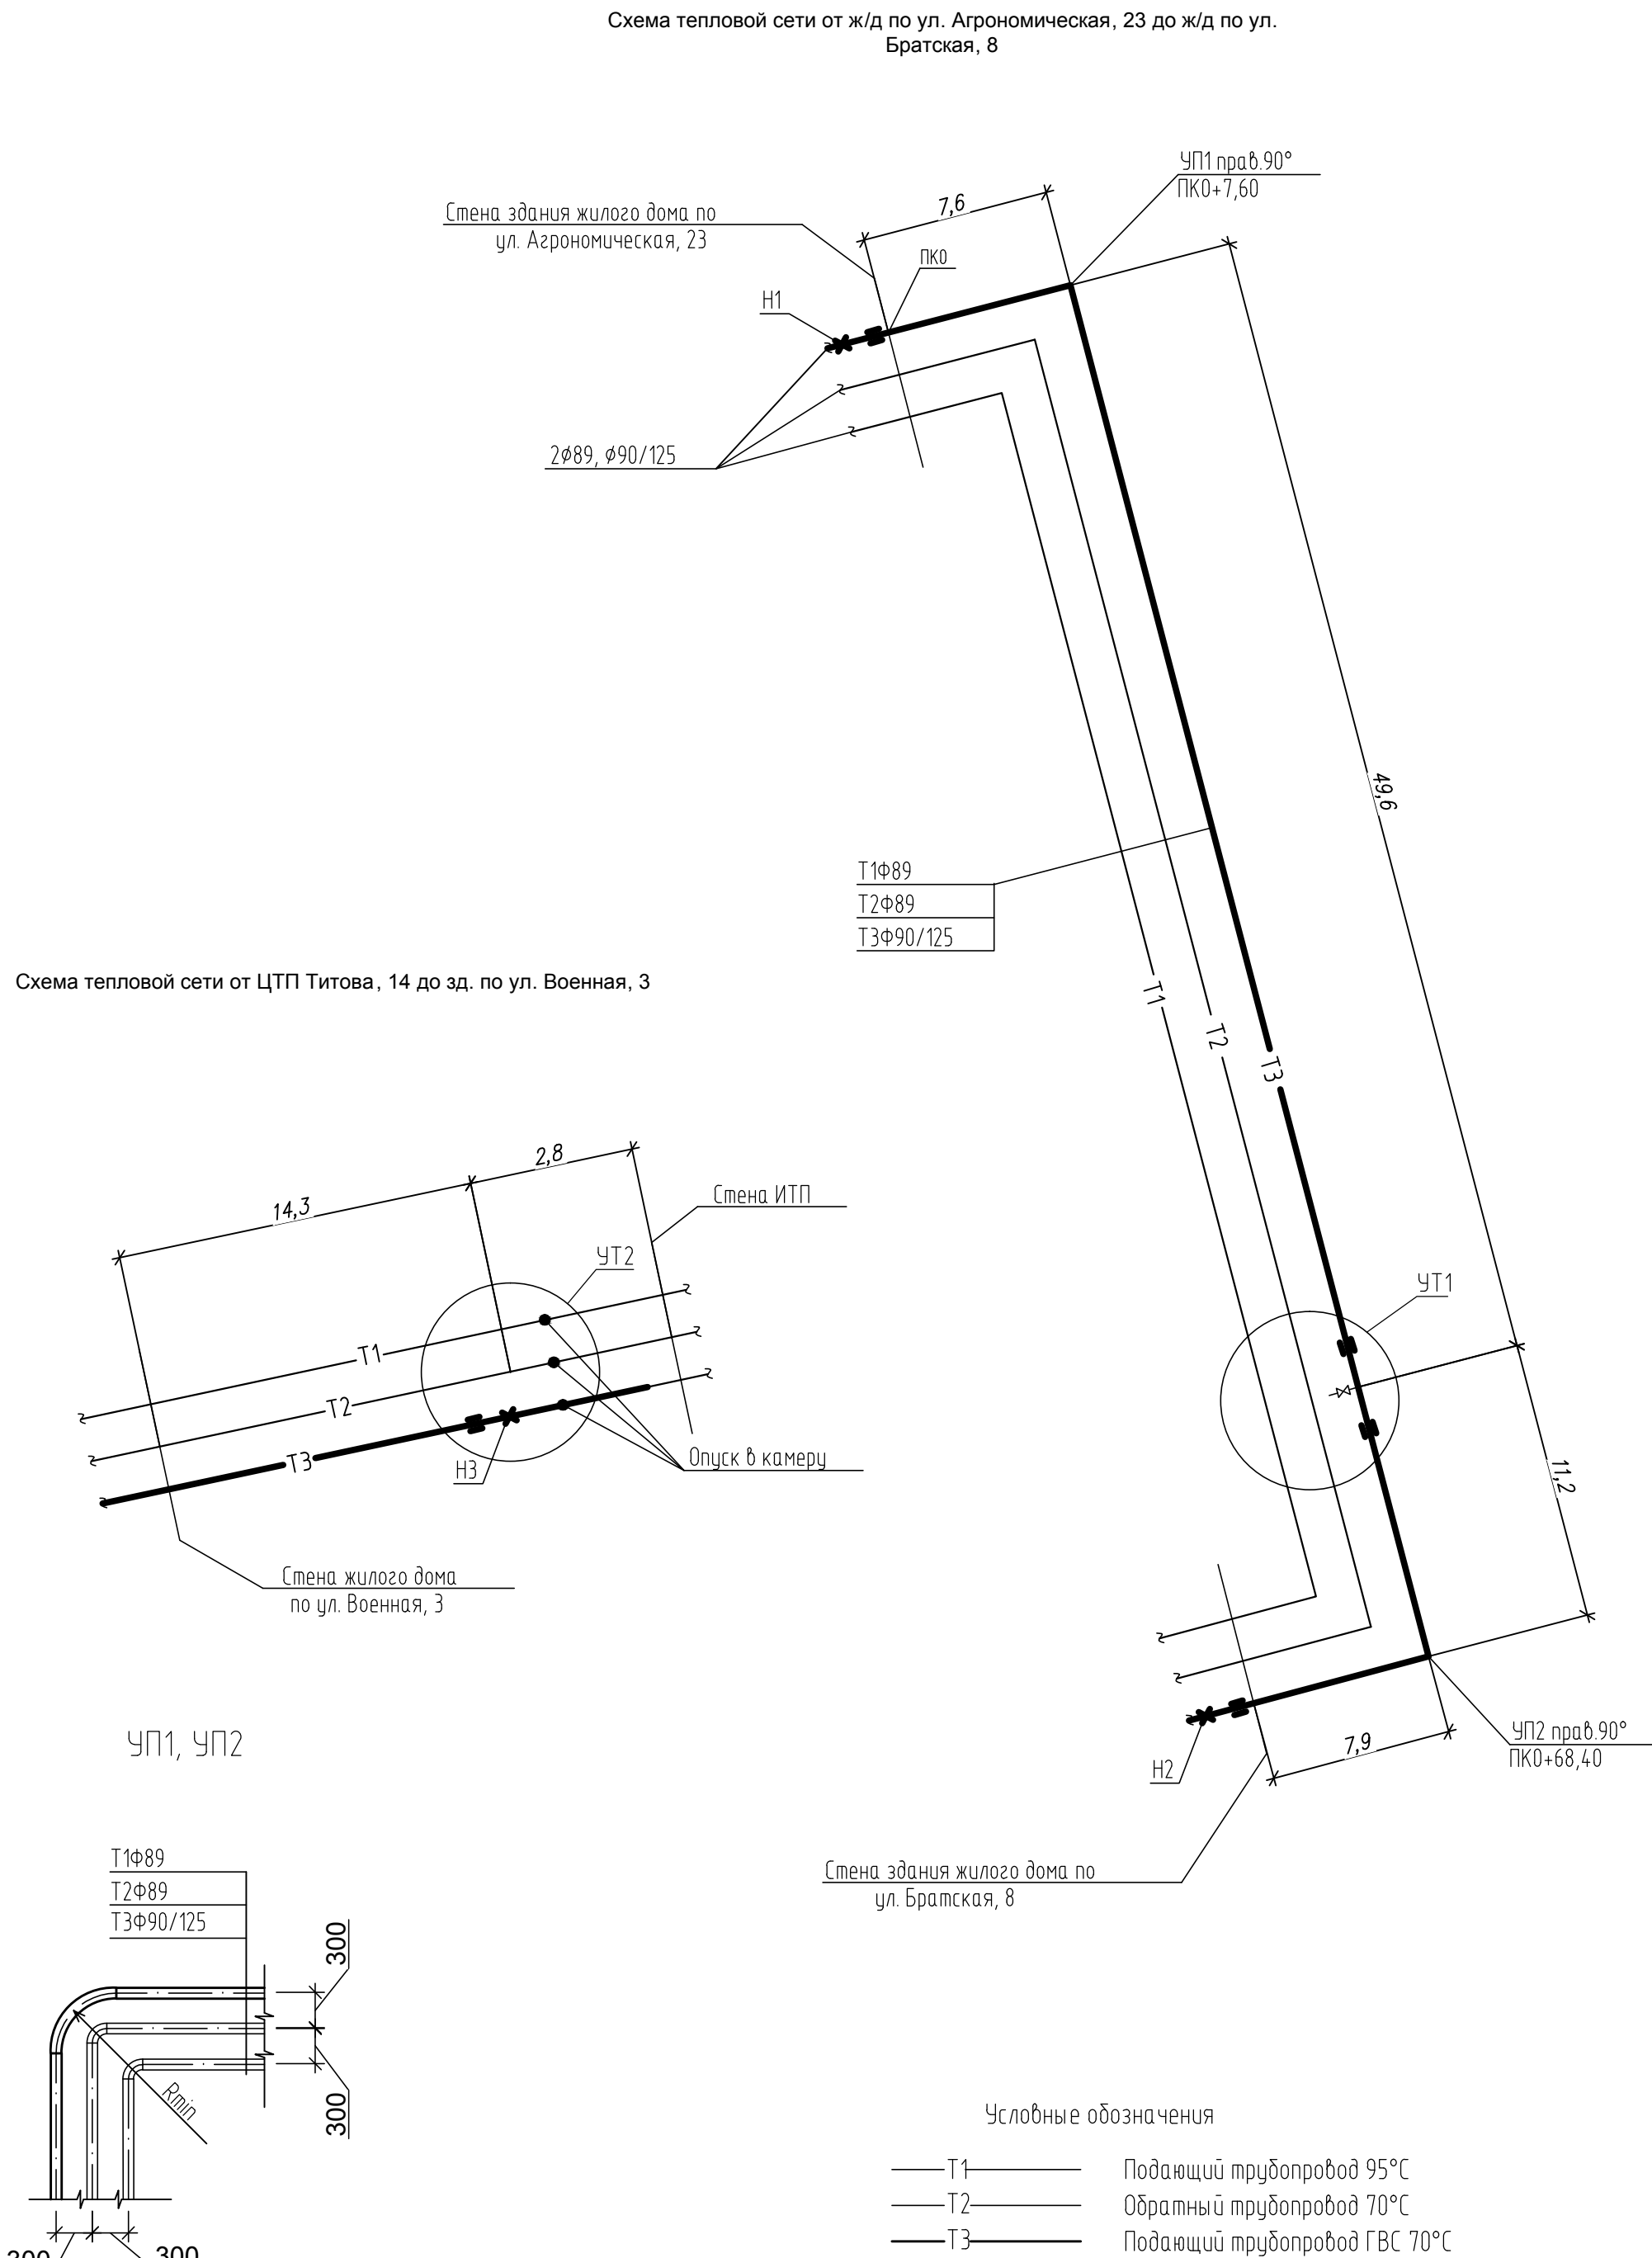 Схема тепловой сети от ж/д по ул. Агрономическая, 23 до ж/д по ул.
Братская, 8
УП1 прав.90°
ПК0+7,60
7,6
Стена здания жилого дома по
ул. Агрономическая, 23
ПК0
Н1
2ϕ89, ϕ90/125
49,6
Т1Ф89
Т2Ф89
Т3Ф90/125
Т1
Т2
Т3
УТ1
11,2
7,9
Н2
УП2 прав.90°
ПК0+68,40
Стена здания жилого дома по
ул. Братская, 8
Схема тепловой сети от ЦТП Титова, 14 до зд. по ул. Военная, 3
2,8
14,3
Стена ИТП
УТ2
Т1
Т2
Т3
Н3
Опуск в камеру
Стена жилого дома
по ул. Военная, 3
УП1, УП2
Т1Ф89
Т2Ф89
Т3Ф90/125
300
300
Rmin
300
300
Условные обозначения
Т1 Подающий трубопровод 95°С
Т2 Обратный трубопровод 70°С
Т3 Подающий трубопровод ГВС 70°С